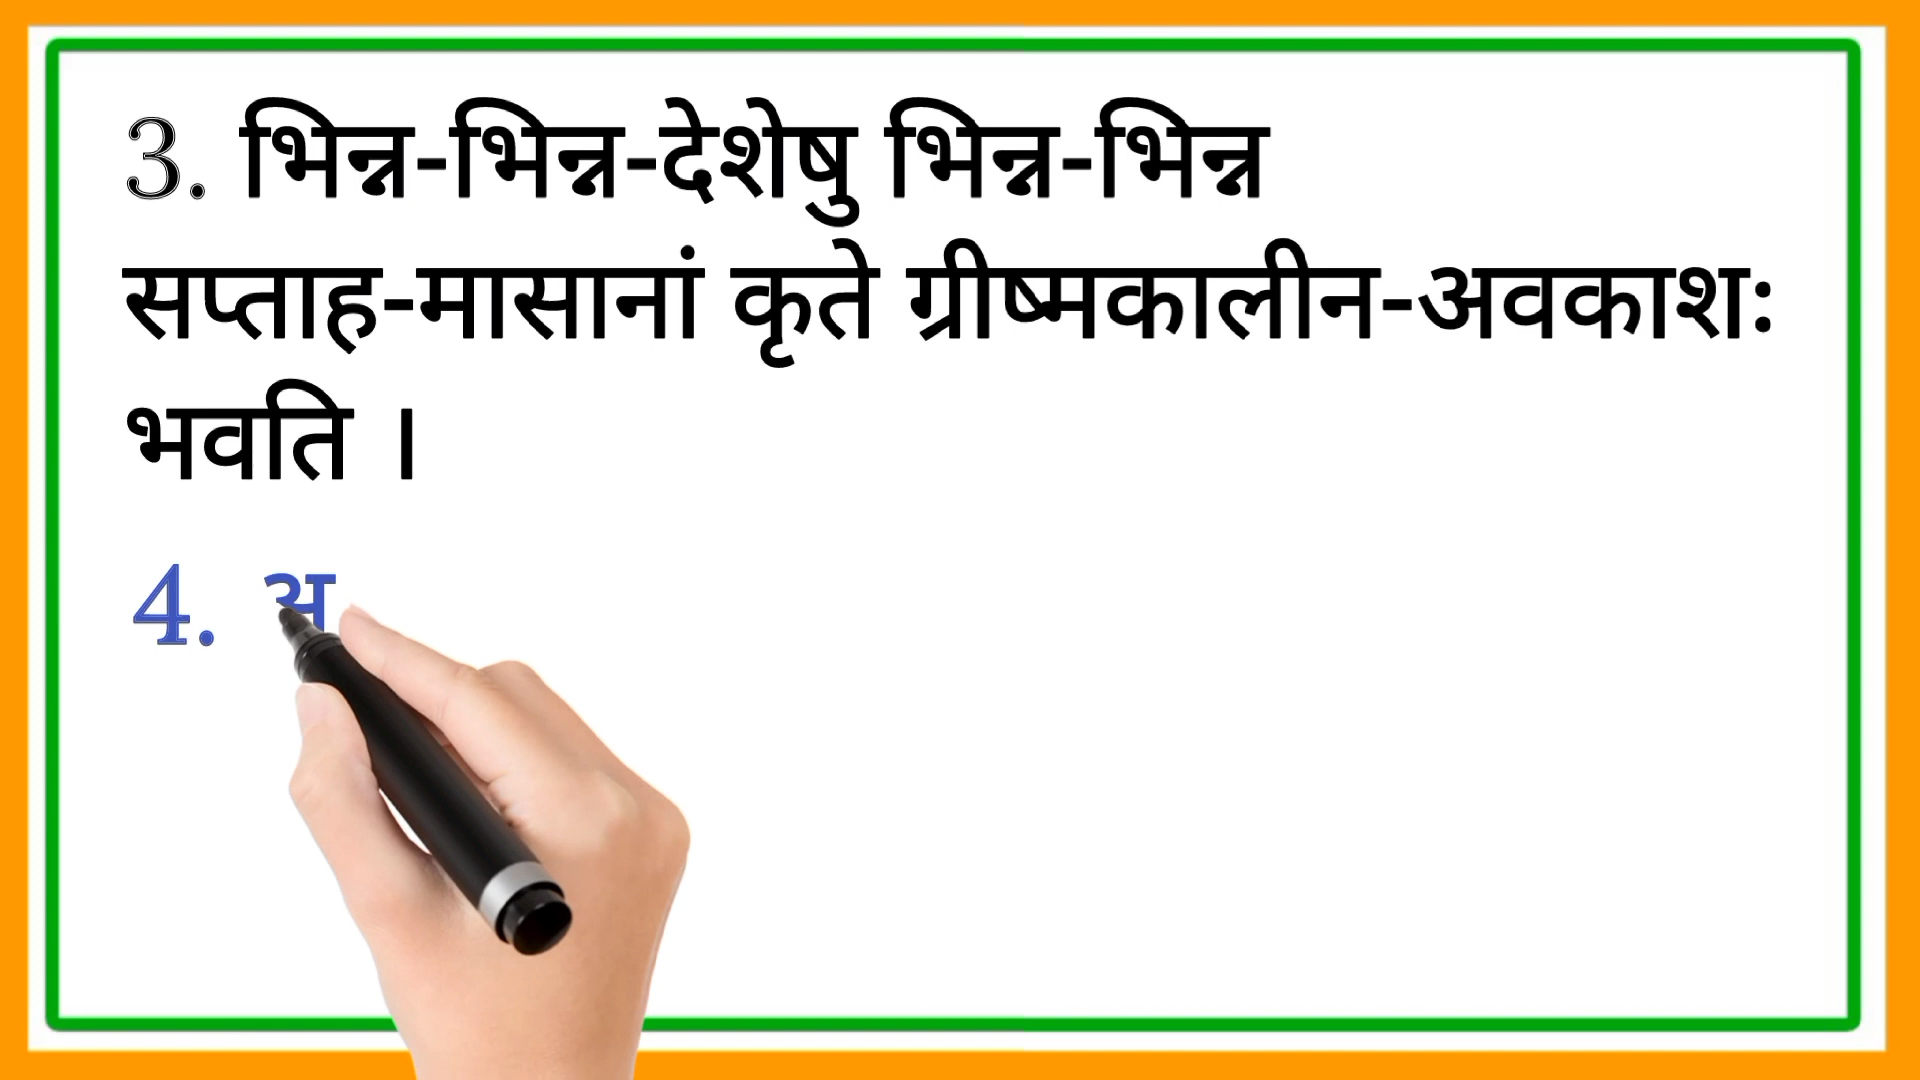 3. भिन्न-भिन्न-देशेषु भिन्न-भिन्न
सप्ताह-मासानां कृते ग्रीष्मकालीन-अवकाशः
भवति ।
4. अ